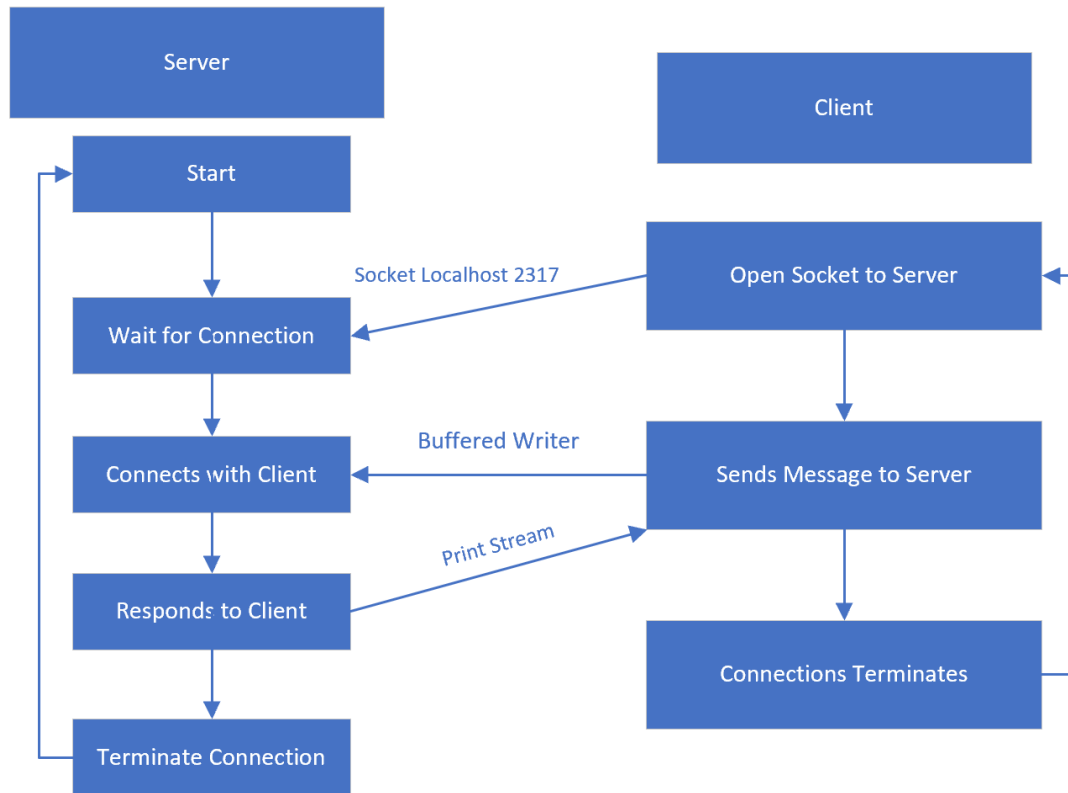 Server
Client
Start
Socket Localhost 2317
Open Socket to Server
Wait for Connection
Buffered Writer
Connects with Client
Sends Message to Server
Print Stream
Responds to Client
Connections Terminates
Terminate Connection